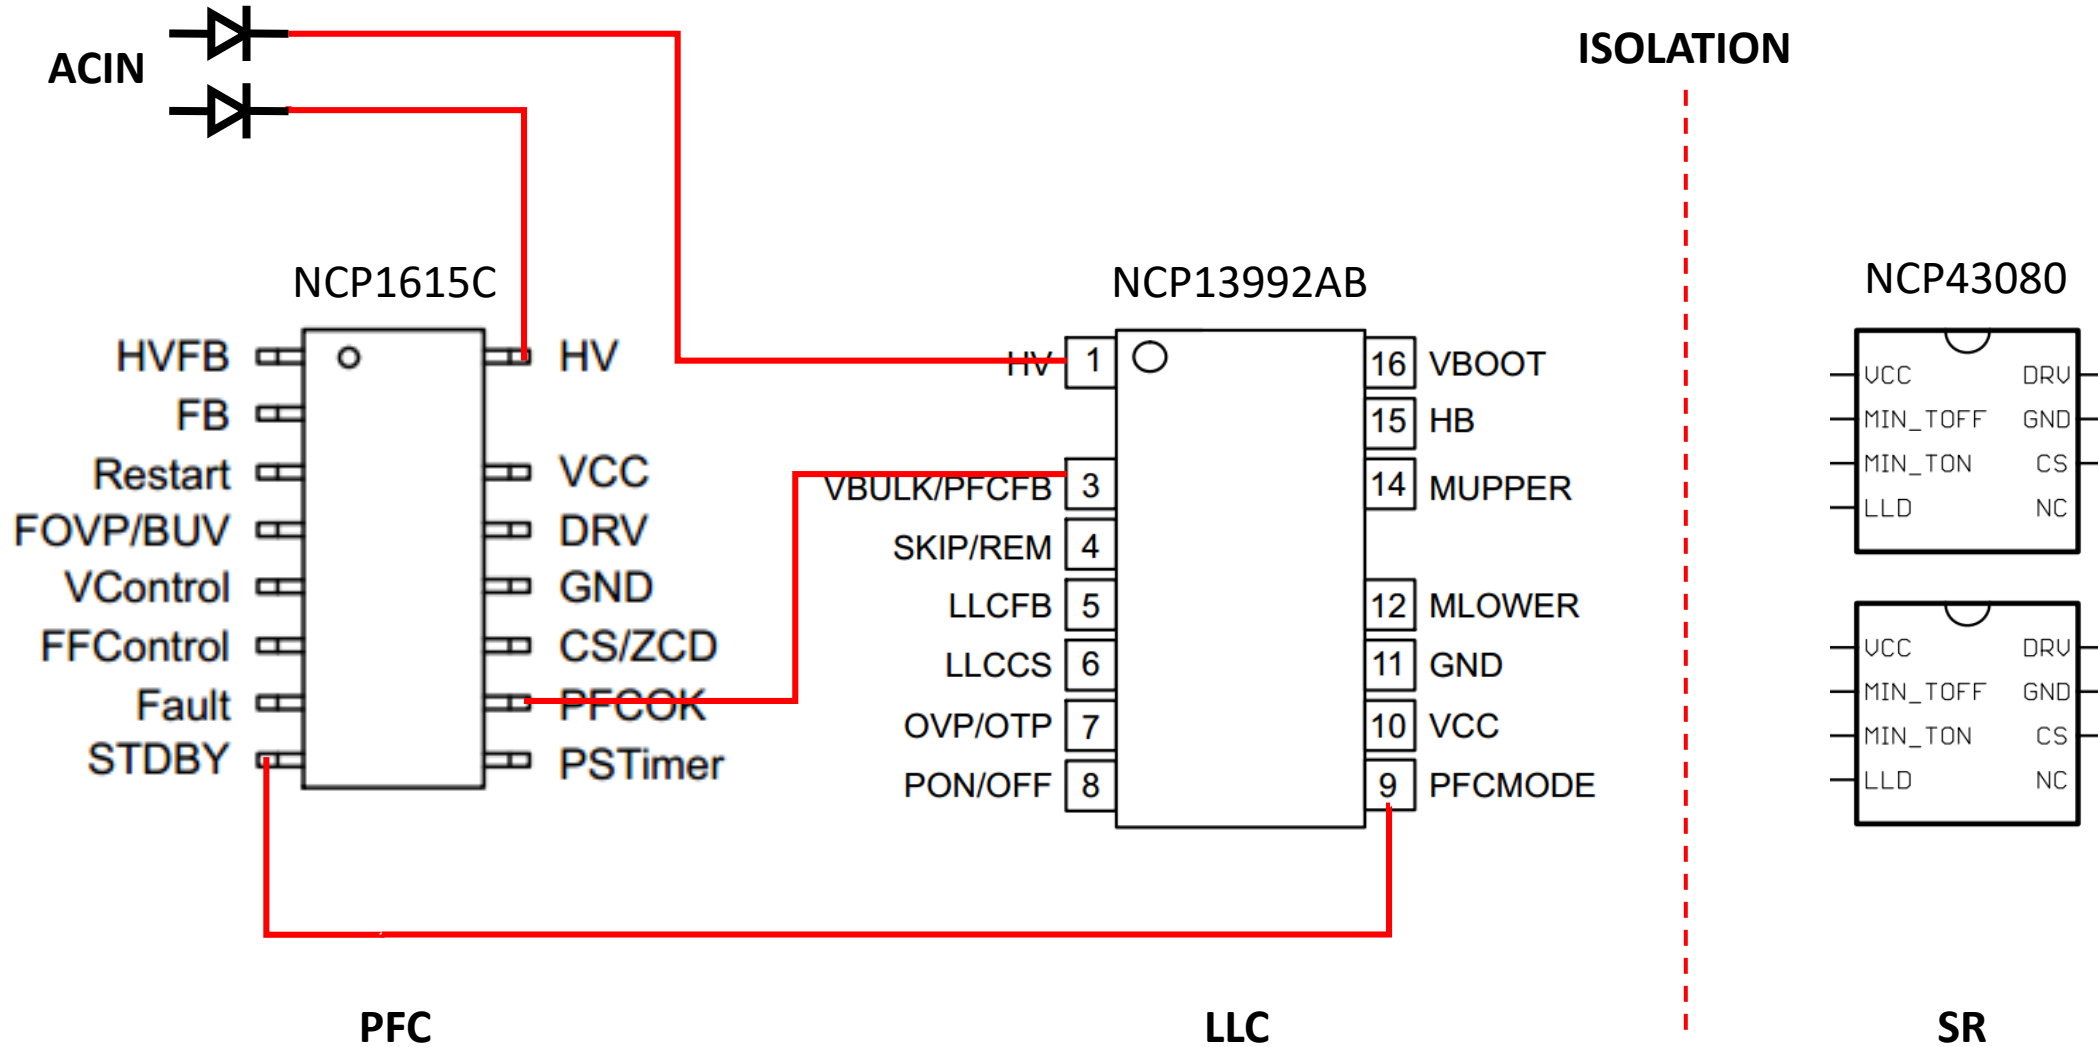 ACIN
ISOLATION
NCP1615C
HVFB
FB
Restart
FOVP/BUV
VControl
FFControl
Fault
STDBY
HV
VCC
DRV
GND
CS/ZCD
PFCOK
PSTimer
NCP13992AB
HV 1
VBULK/PFCFB 3
SKIP/REM 4
LLCFB 5
LLCCS 6
OVP/OTP 7
PON/OFF 8
16 VBOOT
15 HB
14 MUPPER
12 MLOWER
11 GND
10 VCC
9 PFCMODE
NCP43080
VCC DRV
MIN_TOFF GND
MIN_TON CS
LLD NC
VCC DRV
MIN_TOFF GND
MIN_TON CS
LLD NC
PFC
LLC
SR